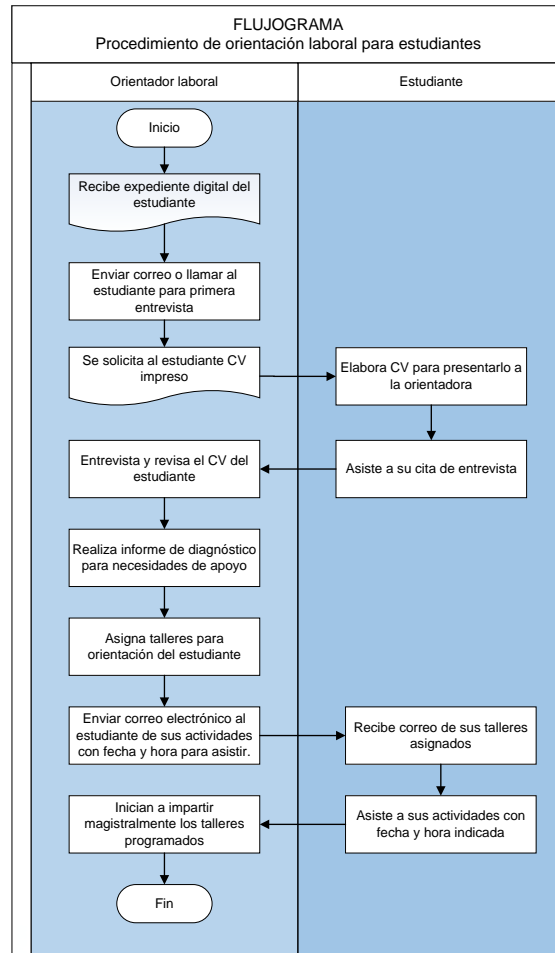 FLUJOGRAMA
Procedimiento de orientación laboral para estudiantes
Orientador laboral
Estudiante
Inicio
Recibe expediente digital del
estudiante
Enviar correo o llamar al
estudiante para primera
entrevista
Se solicita al estudiante CV
impreso
Elabora CV para presentarlo a
la orientadora
Asiste a su cita de entrevista
Entrevista y revisa el CV del
estudiante
Realiza informe de diagnóstico
para necesidades de apoyo
Asigna talleres para
orientación del estudiante
Enviar correo electrónico al
estudiante de sus actividades
con fecha y hora para asistir.
Recibe correo de sus talleres
asignados
Asiste a sus actividades con
fecha y hora indicada
Inician a impartir
magistralmente los talleres
programados
Fin